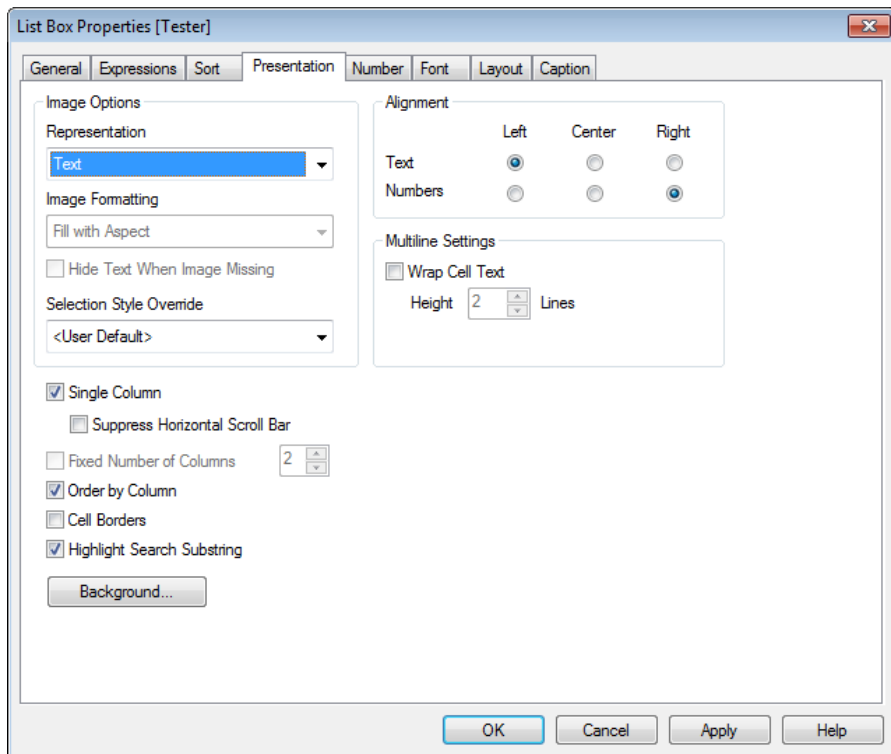 List Box Properties [Tester]
General Expressions Sort Presentation Number Font Layout Caption
Image Options
Representation
Text
Image Formatting
Fill with Aspect
Hide Text When Image Missing
Selection Style Override
<User Default>
Alignment
Left Center Right
Text
Numbers
Multiline Settings
Wrap Cell Text
Height 2 Lines
Single Column
Suppress Horizontal Scroll Bar
Fixed Number of Columns 2
Order by Column
Cell Borders
Highlight Search Substring
Background...
OK Cancel Apply Help